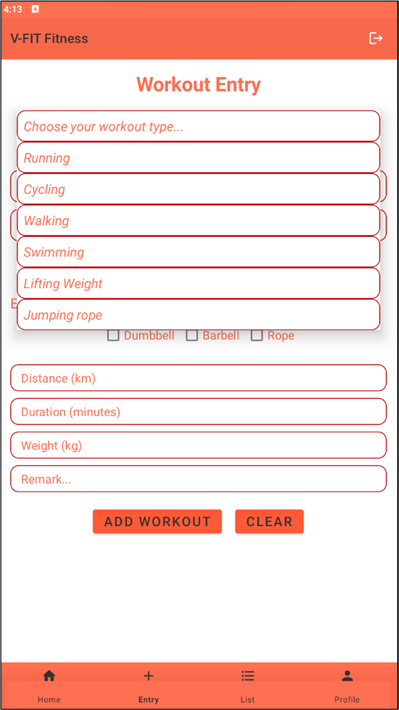 4:13 A
V-FIT Fitness
Workout Entry
Choose your workout type...
Running
Cycling
Walking
Swimming
Lifting Weight
Jumping rope
Dumbbell Barbell Rope
Distance (km)
Duration (minutes)
Weight (kg)
Remark...
ADD WORKOUT CLEAR
Home Entry List Profile